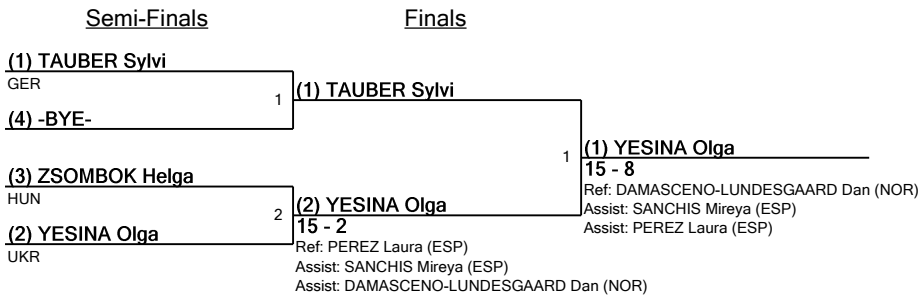 Semi-Finals
Finals
(1) TAUBER Sylvi
GER
1
(4) -BYE-
(1) TAUBER Sylvi
(3) ZSOMBOK Helga
HUN
2
(2) YESINA Olga
UKR
(2) YESINA Olga
15 - 2
Ref: PEREZ Laura (ESP)
Assist: SANCHIS Mireya (ESP)
Assist: DAMASCENO-LUNDESGAARD Dan (NOR)
1
(1) YESINA Olga
15 - 8
Ref: DAMASCENO-LUNDESGAARD Dan (NOR)
Assist: SANCHIS Mireya (ESP)
Assist: PEREZ Laura (ESP)